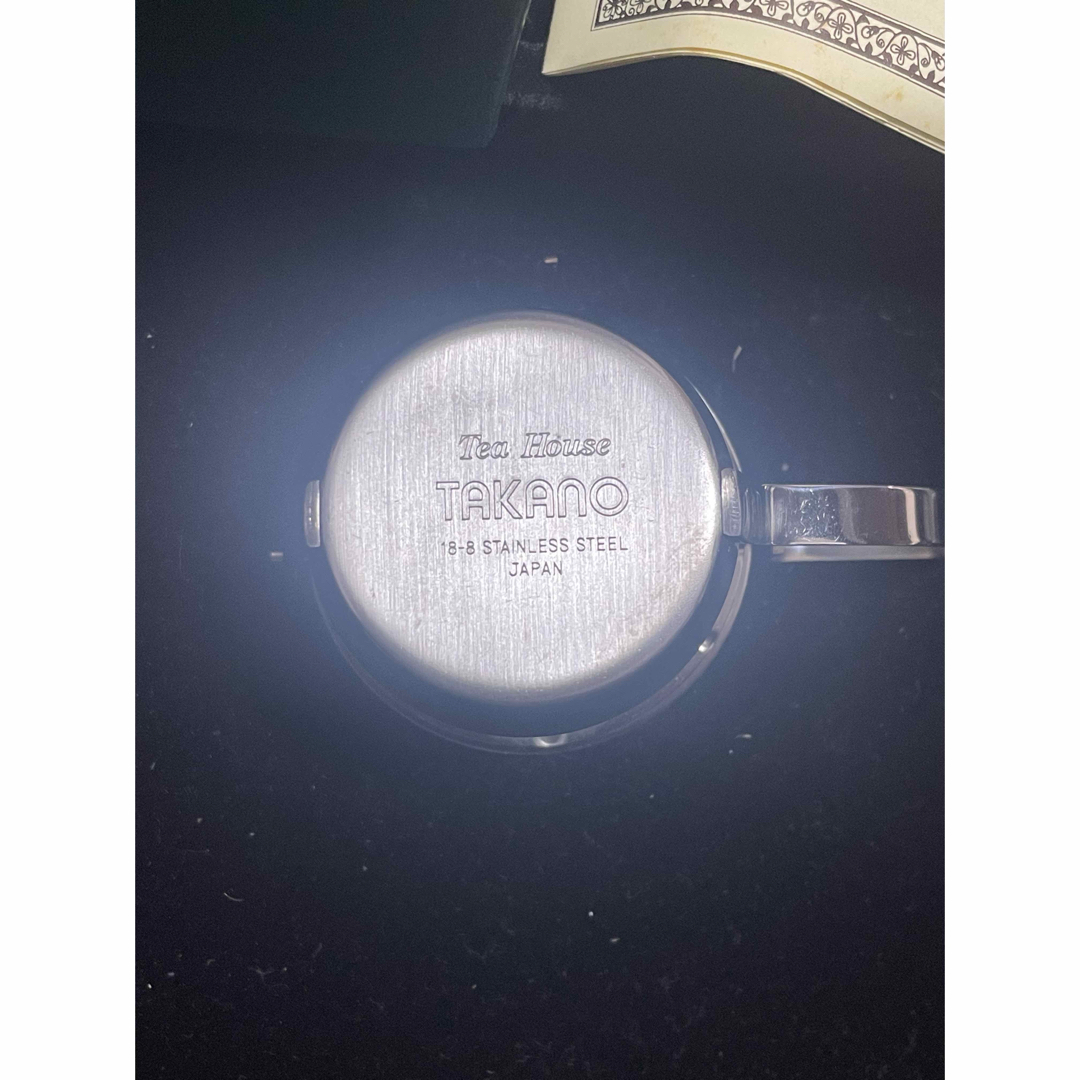 Tea House
TAKANO
18-8 STAINLESS STEEL
JAPAN